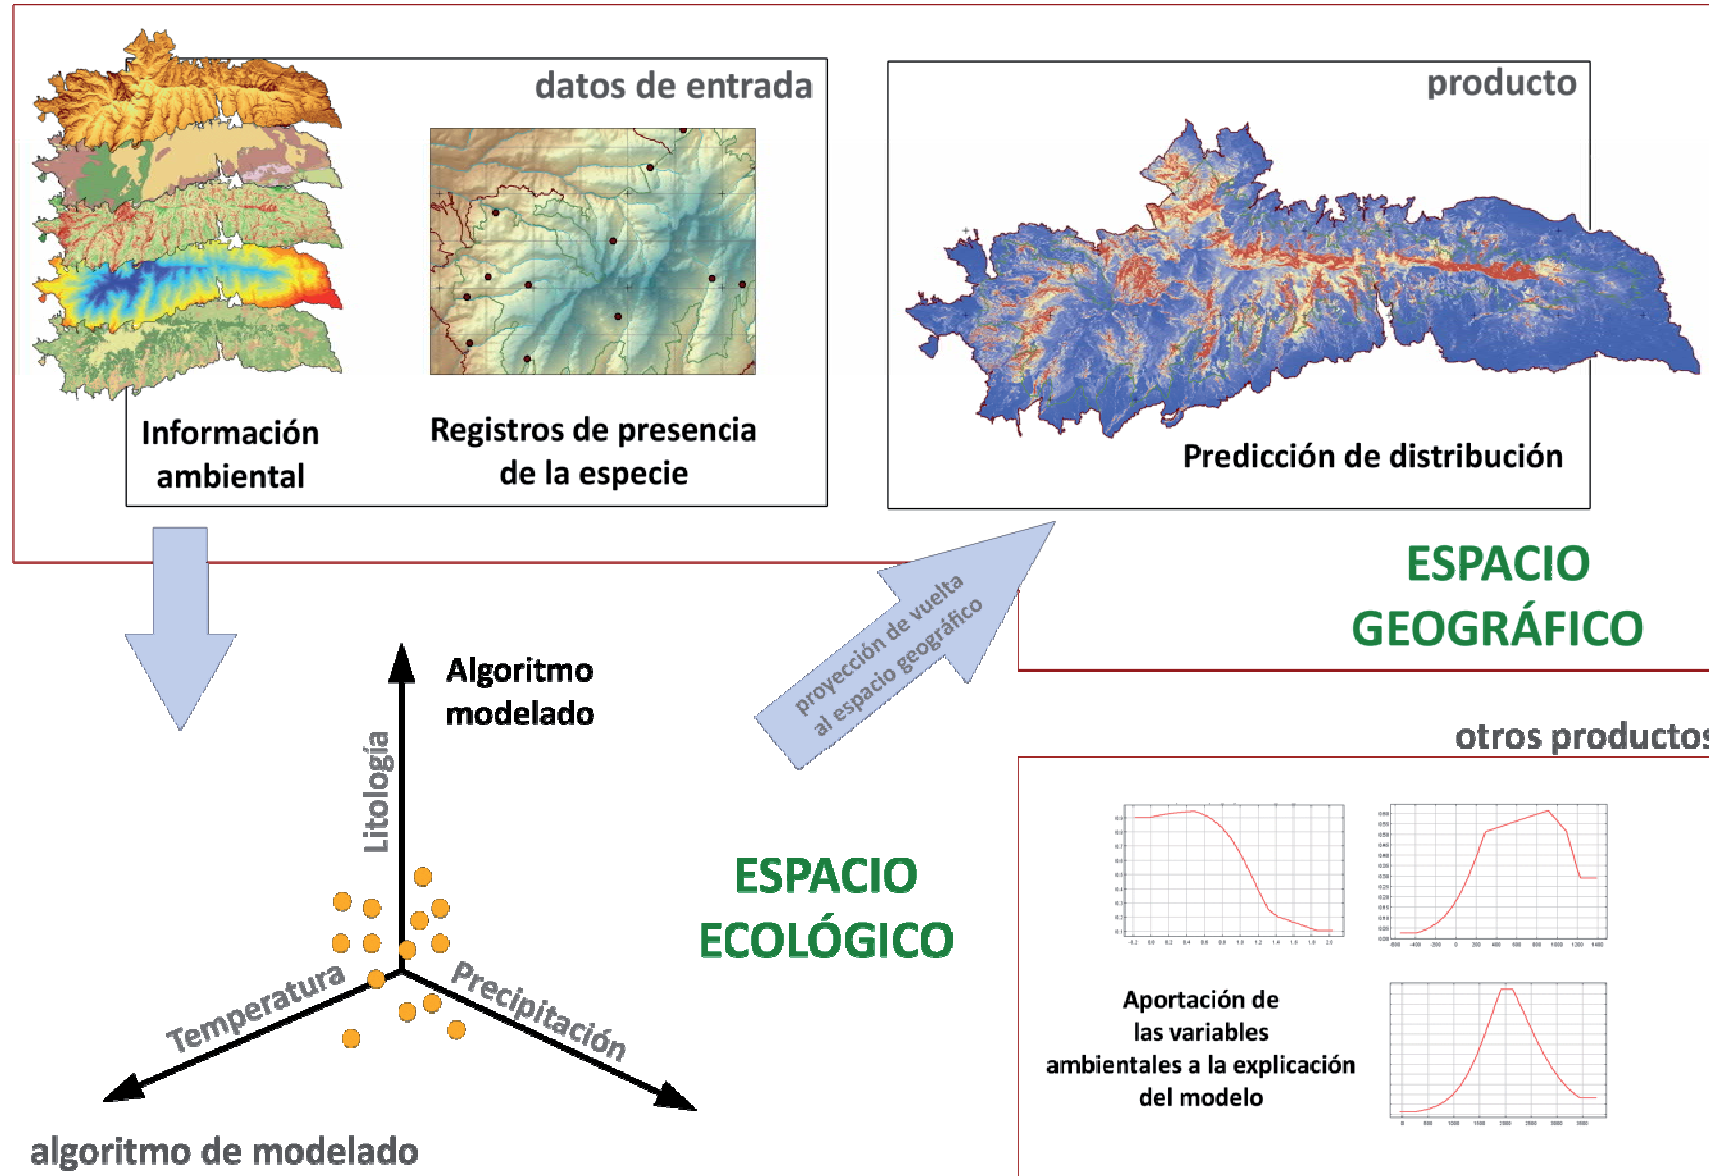 datos de entrada
Información
ambiental
Registros de presencia
de la especie
producto
Predicción de distribución
ESPACIO
GEOGRÁFICO
proyección de vuelta
al espacio geográfico
Algoritmo
modelado
Litología
Temperatura
Precipitación
algoritmo de modelado
ESPACIO
ECOLÓGICO
otros productos
Aportación de
las variables
ambientales a la explicación
del modelo